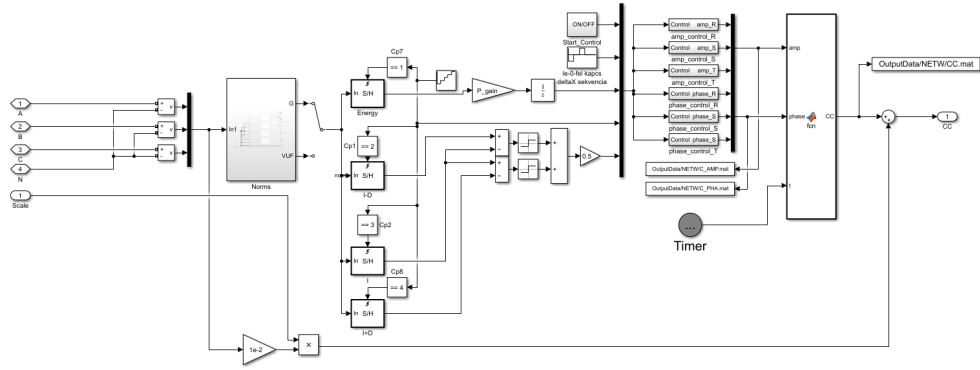 Cp7
== 1
In
S/H
Energy
P_gain
1
z
ON/OFF
Start_Control
le-0-fel kapcs
deltaX sekvencia
Control amp_R
amp_control_R
Control amp_S
amp_control_S
Control amp_T
amp_control_T
Control phase_R
phase_control_R
Control phase_S
phase_control_S
Control phase_S
phase_control_T
OutputData/NETW/C_AMP.mat
OutputData/NETW/C_PHA.mat
...
Timer
amp
phase
t
fcn
CC
fcn
OutputData/NETW/CC.mat
1
CC
1
A
2
B
3
C
4
N
1
Scale
+
-
v
+
-
v
+
-
v
In1
G
VUF
Norms
Cp1
== 2
In
S/H
I-D
== 3
Cp2
In
S/H
I
Cp8
== 4
In
S/H
I+D
+
-
+
-
+
+
0.5
1e-2
×
+
+